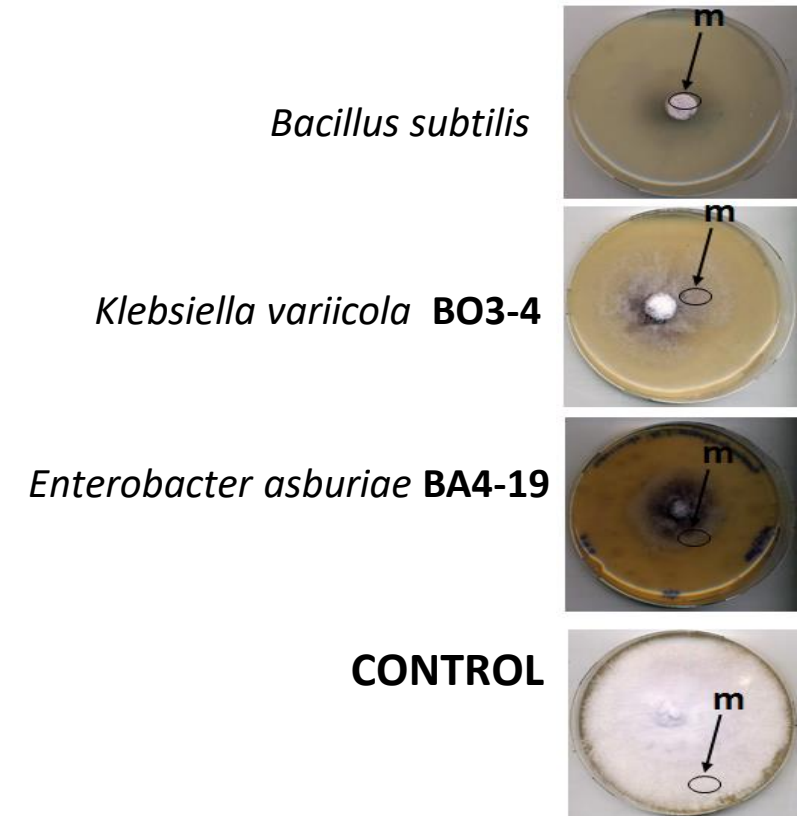 m
Bacillus subtilis
m
Klebsiella variicola BO3-4
m
Enterobacter asburiae BA4-19
CONTROL
m